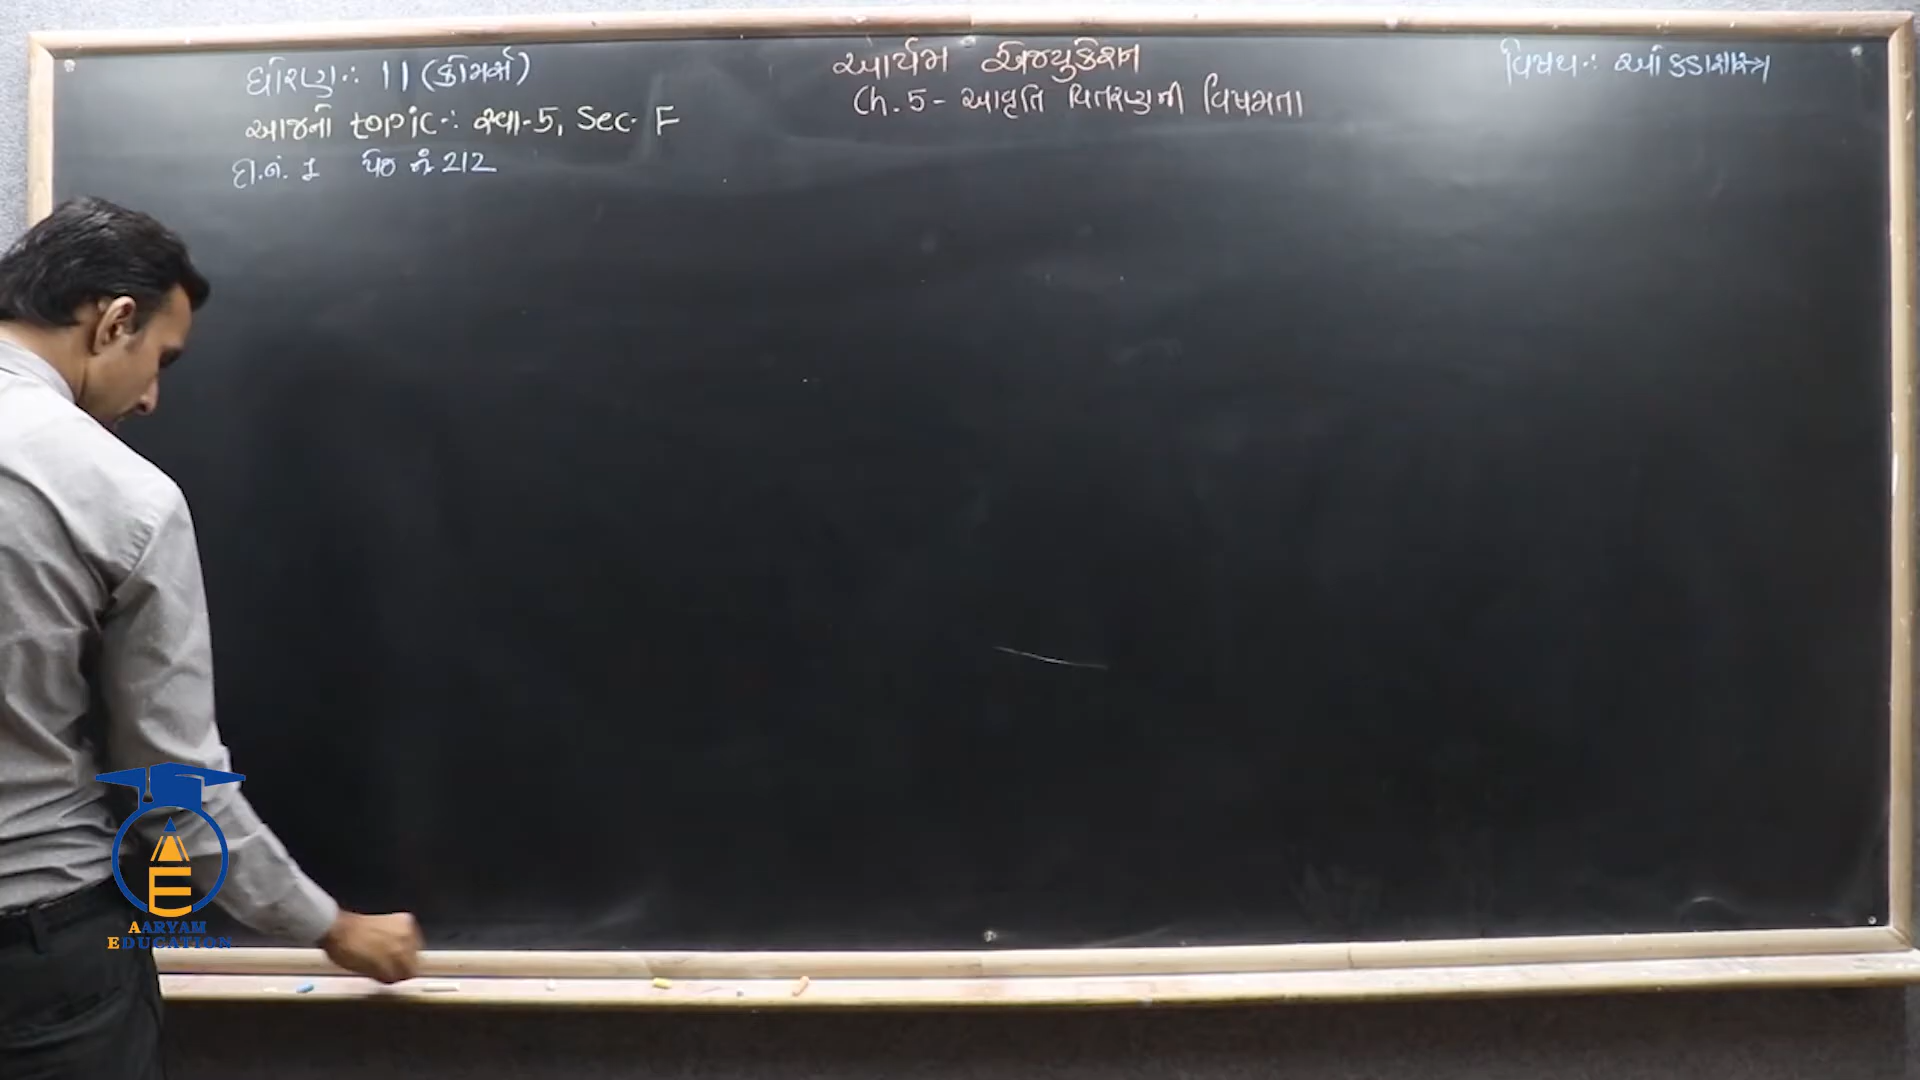 ધોરણ:- 11 (કોમર્સ)
આર્યમ એજ્યુકેશન
વિષય:- આંકડાશાસ્ત્ર
Ch. 5 - આવૃતિ વિતરણની વિષમતા
આજનો topic:- સ્વા-5, Sec- F
દા.નં. 1 પેજ નં 212
AARYAM
EDUCATION